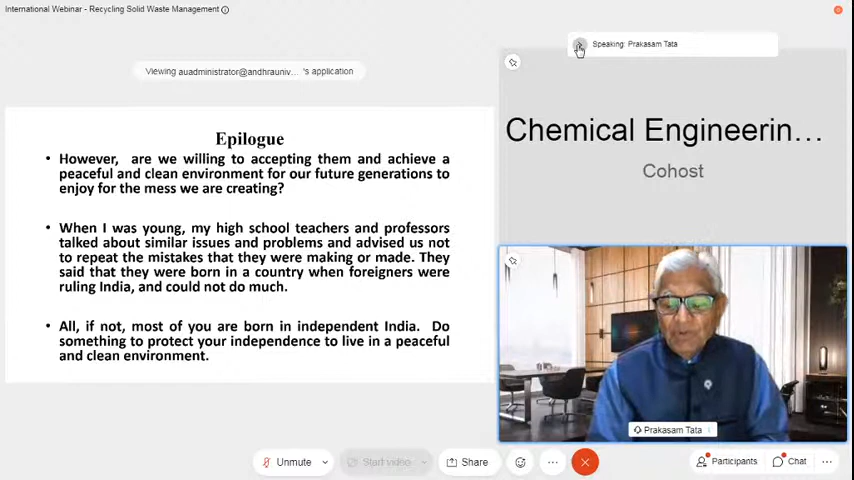 International Webinar - Recycling Solid Waste Management
Speaking: Prakasam Tata
Viewing auadministrator@andhrauniv... 's application
Chemical Engineerin...
Cohost
Epilogue
• However, are we willing to accepting them and achieve a
peaceful and clean environment for our future generations to
enjoy for the mess we are creating?
• When I was young, my high school teachers and professors
talked about similar issues and problems and advised us not
to repeat the mistakes that they were making or made. They
said that they were born in a country when foreigners were
ruling India, and could not do much.
• All, if not, most of you are born in independent India. Do
something to protect your independence to live in a peaceful
and clean environment.
Prakasam Tata
Unmute
Start video
Share
Participants
Chat